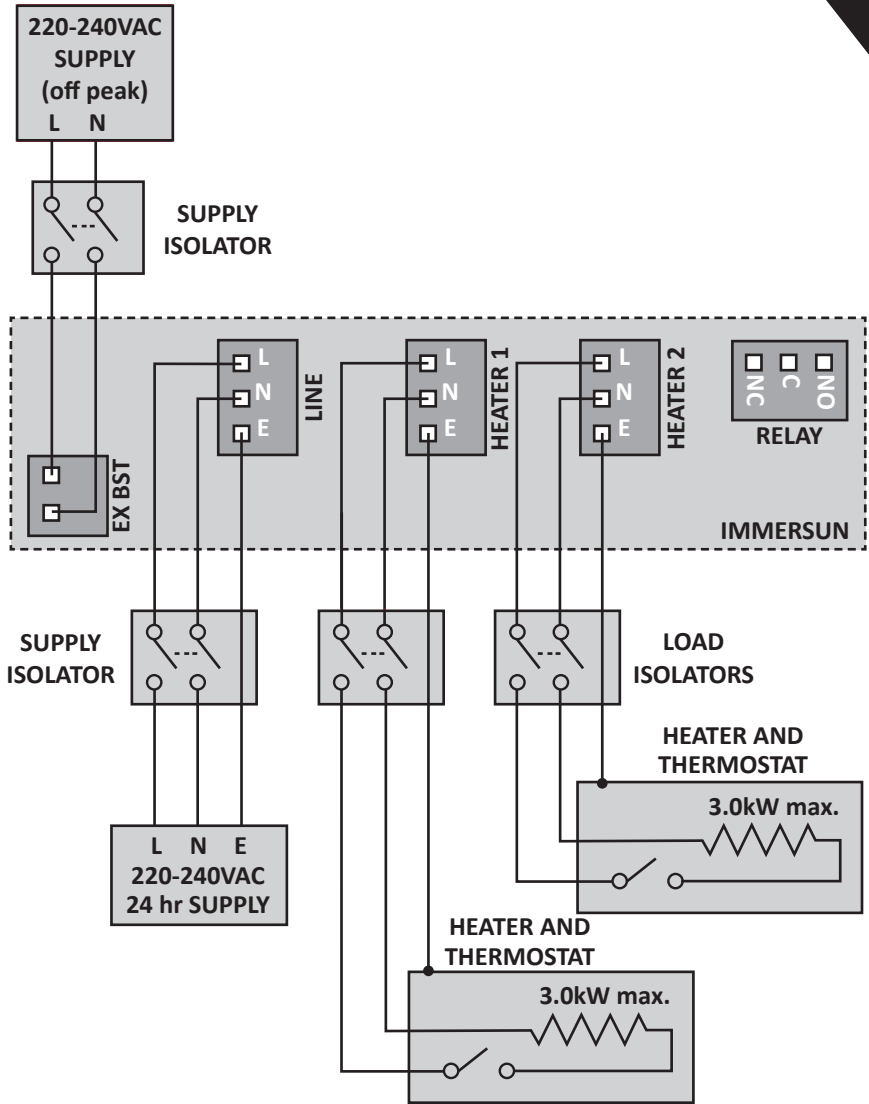 220-240VAC
SUPPLY
(off peak)
L N
SUPPLY
ISOLATOR
L
N
E
LINE
L
N
E
HEATER 1
L
N
E
HEATER 2
NC
C
NO
RELAY
EX BST
IMMERSUN
SUPPLY
ISOLATOR
LOAD
ISOLATORS
L N E
220-240VAC
24 hr SUPPLY
HEATER AND
THERMOSTAT
3.0kW max.
HEATER AND
THERMOSTAT
3.0kW max.